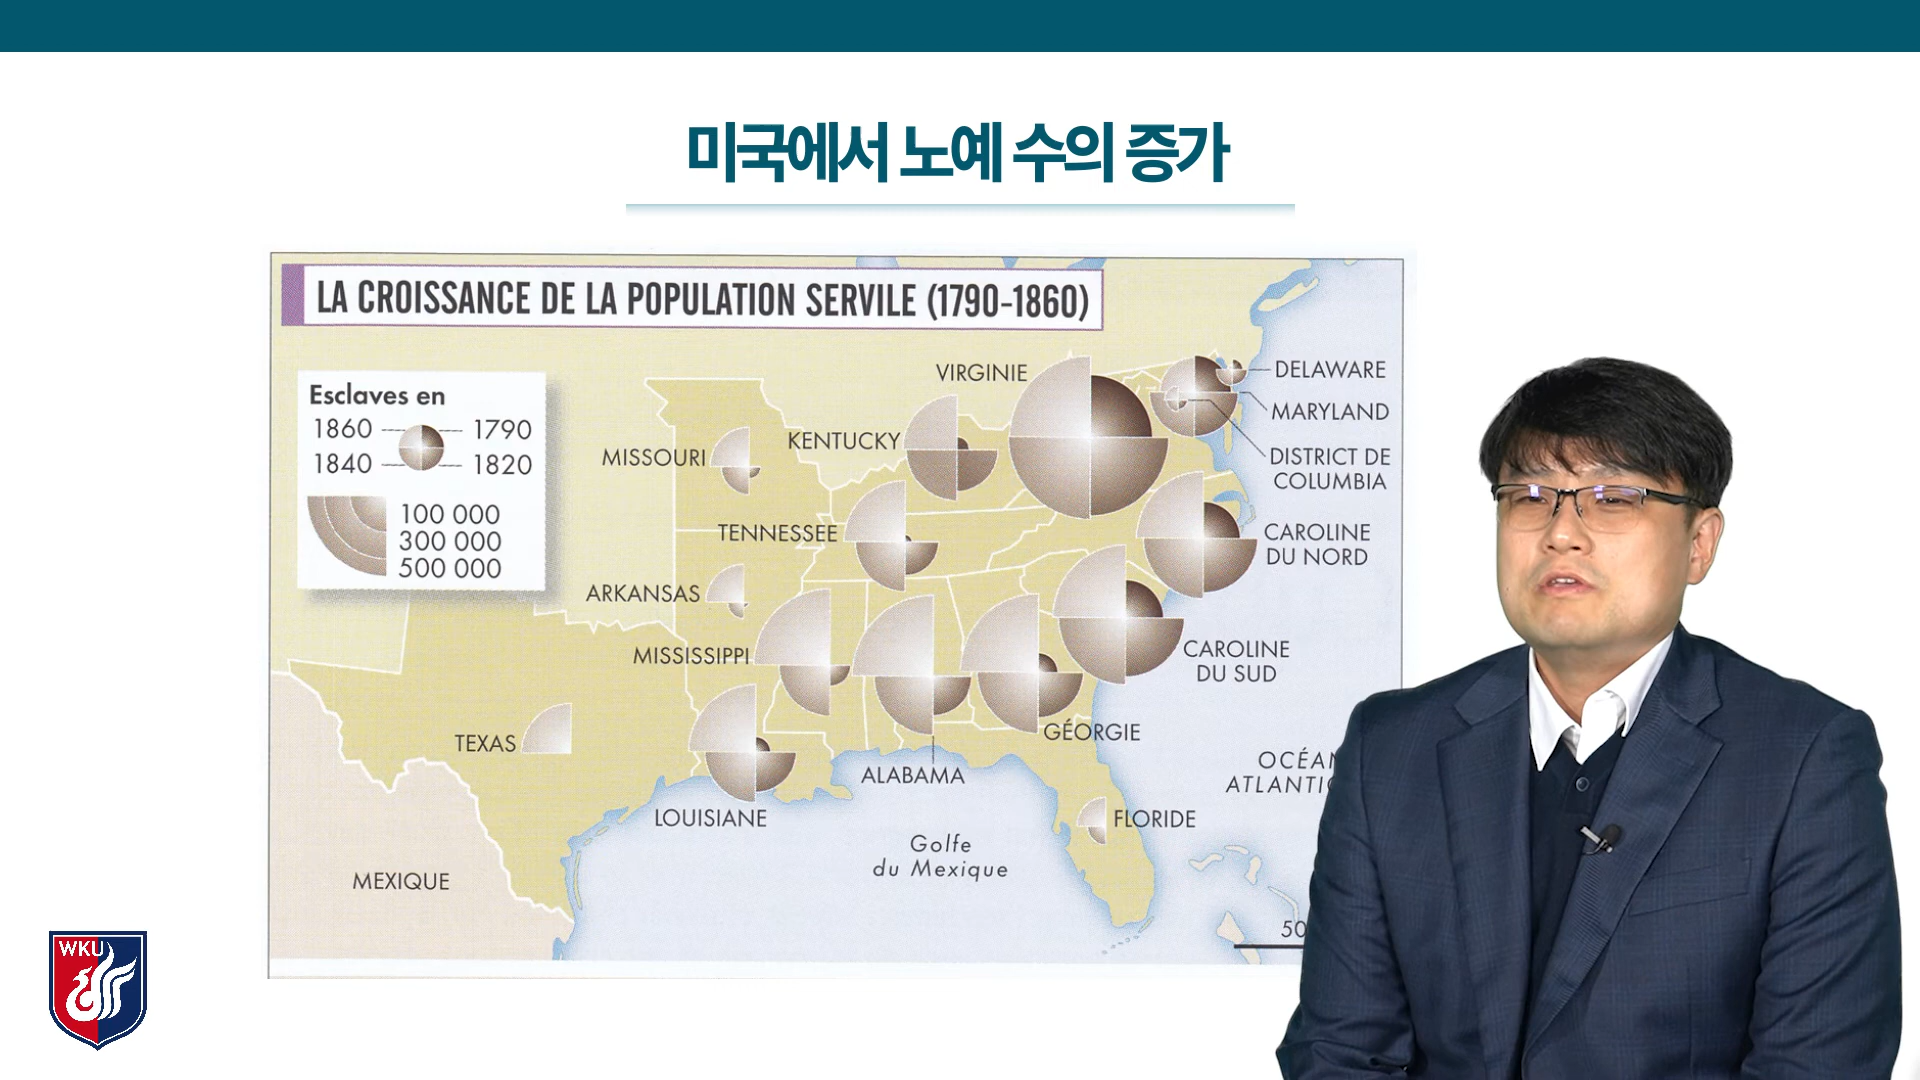 미국에서 노예 수의 증가
LA CROISSANCE DE LA POPULATION SERVILE (1790-1860)
Esclaves en
1860
1790
1840
1820
100 000
300 000
500 000
VIRGINIE
DELAWARE
MARYLAND
DISTRICT DE
COLUMBIA
KENTUCKY
MISSOURI
TENNESSEE
CAROLINE
DU NORD
ARKANSAS
MISSISSIPPI
CAROLINE
DU SUD
TEXAS
GÉORGIE
ALABAMA
LOUISIANE
FLORIDE
Golfe
du Mexique
MEXIQUE
WKU